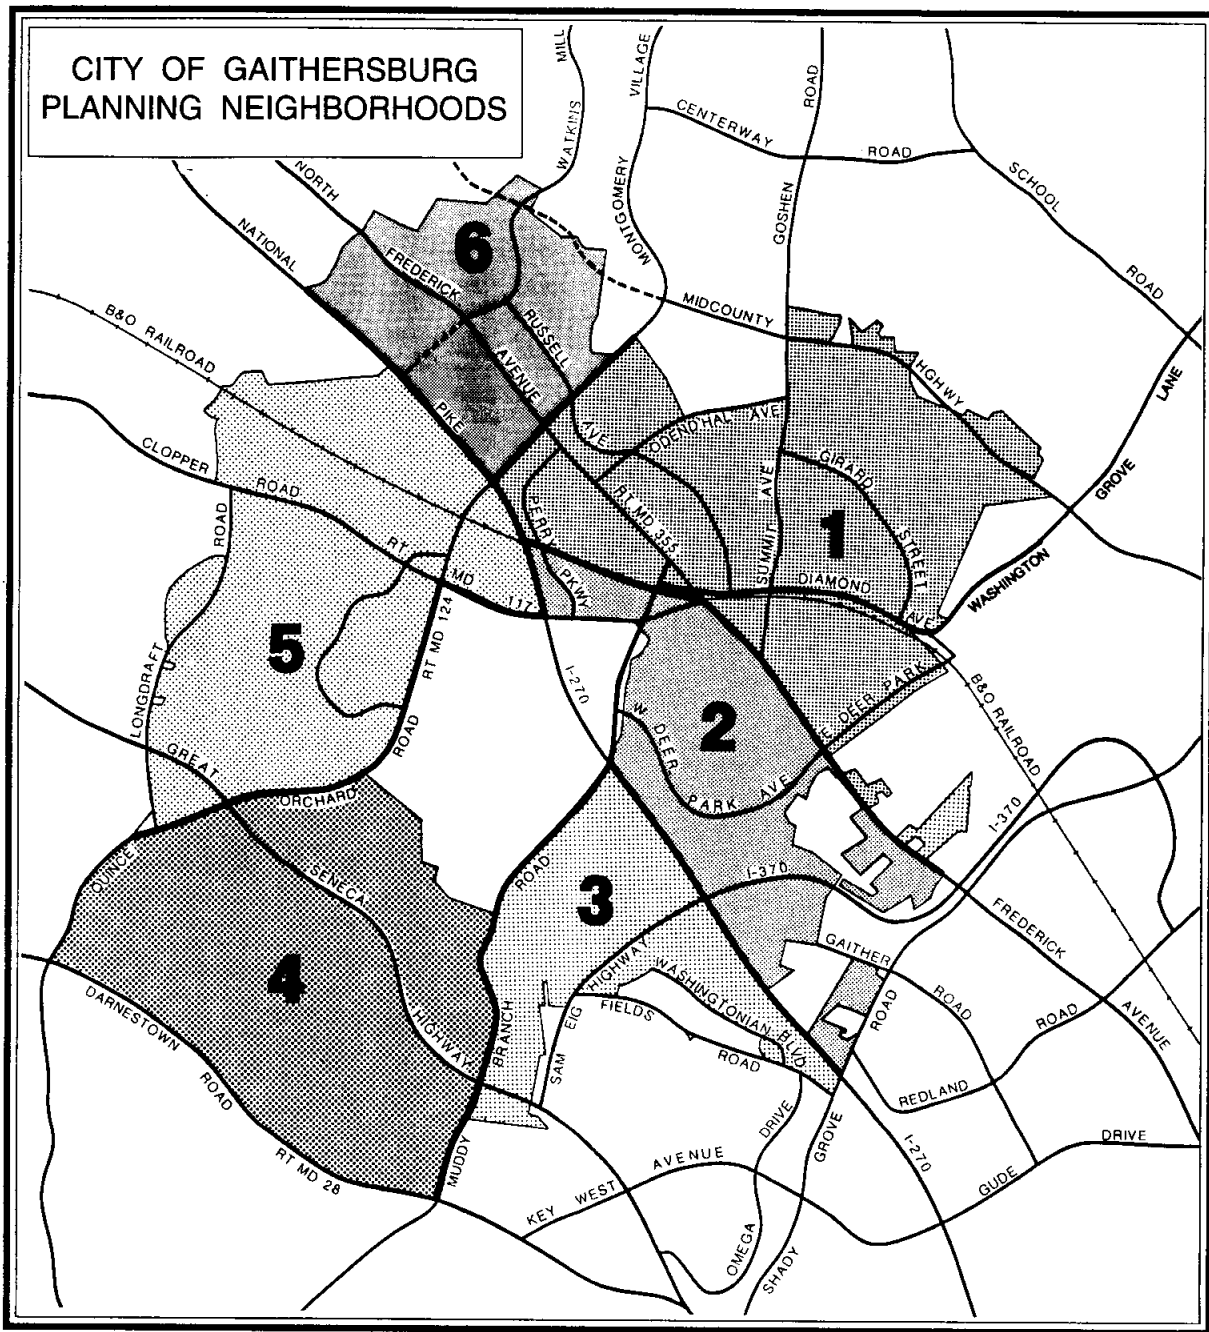 CITY OF GAITHERSBURG
PLANNING NEIGHBORHOODS
WATKINS MILL
MONTGOMERY VILLAGE
CENTERWAY ROAD
GOSHEN ROAD
SCHOOL ROAD
NORTH FREDERICK AVENUE
NATIONAL PIKE
6
RUSSELL AVE
MIDCOUNTY HGHWY
B&O RAILROAD
WASHINGTON GROVE LANE
CLOPPER ROAD
RT MD 117
ODEND'HAL AVE
GIRARD STREET
SUMMIT AVE
RT MD 355
PERRY PKWY
1
DIAMOND AVE
LONGDRAFT ROAD
5
RT MD 124
I-270
2
W DEER PARK AVE
E DEER PARK
B&O RAILROAD
GREAT SENECA HIGHWAY
QUINCE ORCHARD ROAD
I-370
I-370
3
MUDDY BRANCH ROAD
4
SAM EIG HIGHWAY
FIELDS ROAD
WASHINGTONIAN BLVD
GAITHER ROAD
FREDERICK AVENUE
REDLAND ROAD
DARNESTOWN ROAD
RT MD 28
KEY WEST AVENUE
OMEGA DRIVE
SHADY GROVE ROAD
I-270
GUDE DRIVE